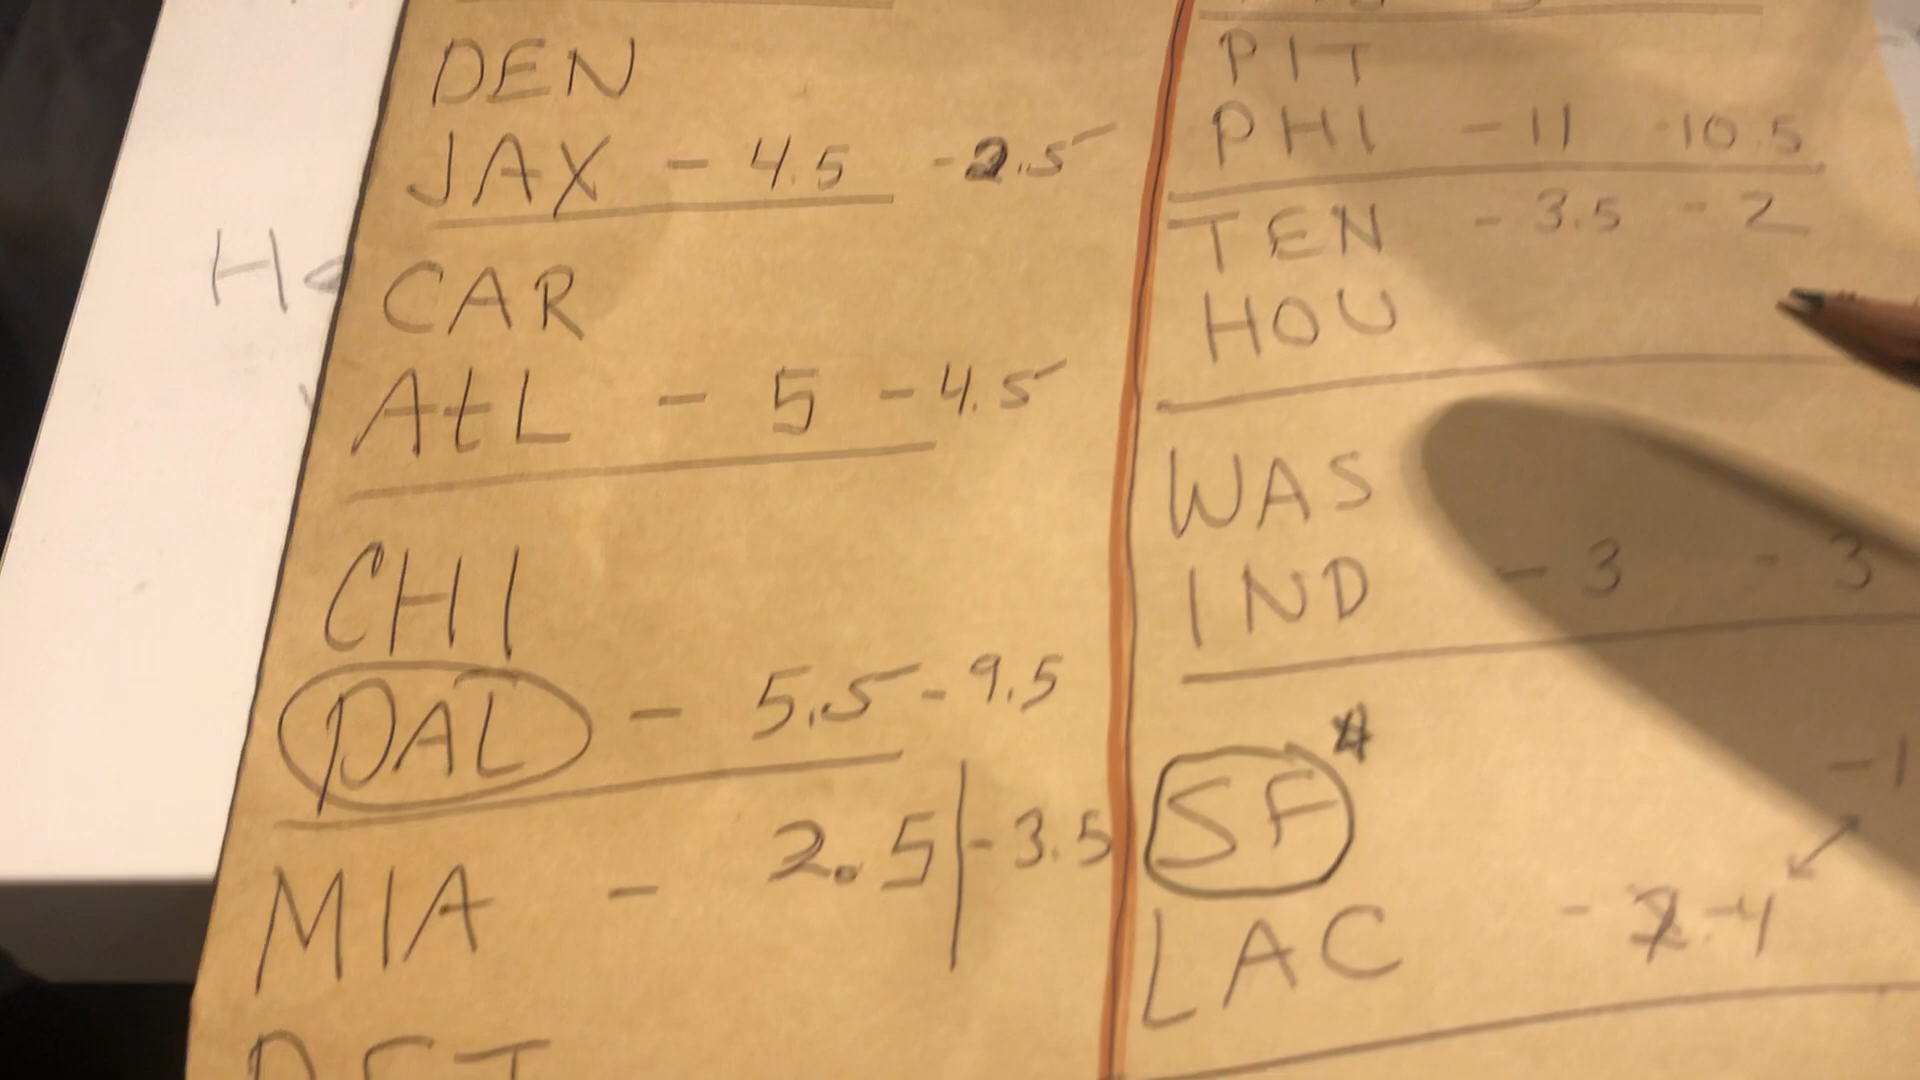 DEN
JAX - 4.5 -2.5
CAR
AtL - 5 -4.5
CHI
DAL - 5.5 -9.5
MIA - 2.5 | -3.5
DET
PIT
PHI -11 -10.5
TEN -3.5 -2
HOU
WAS
IND -3 -3
SF*
-1
LAC